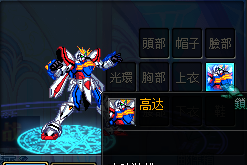 頭部 帽子 臉部
光環 胸部 上衣
高达 鎖